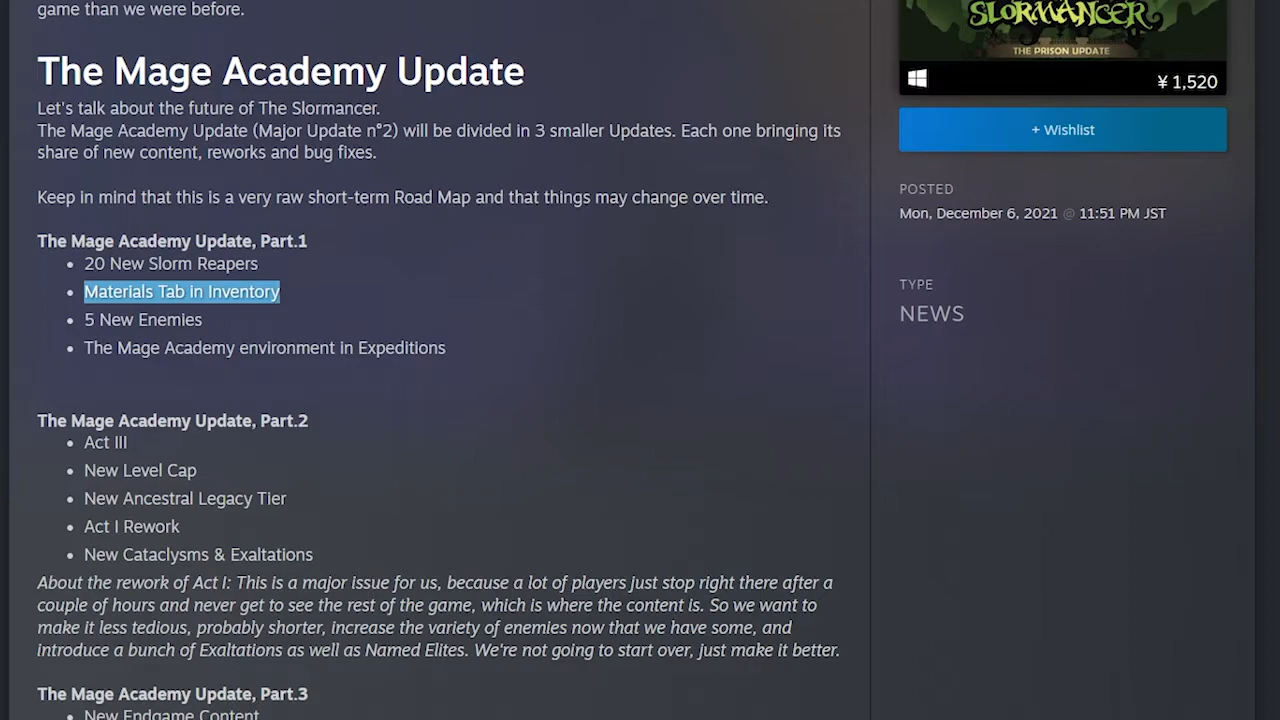 game than we were before.
The Mage Academy Update
Let's talk about the future of The Slormancer.
The Mage Academy Update (Major Update n°2) will be divided in 3 smaller Updates. Each one bringing its
share of new content, reworks and bug fixes.
Keep in mind that this is a very raw short-term Road Map and that things may change over time.
The Mage Academy Update, Part.1
• 20 New Slorm Reapers
• Materials Tab in Inventory
• 5 New Enemies
• The Mage Academy environment in Expeditions
The Mage Academy Update, Part.2
• Act III
• New Level Cap
• New Ancestral Legacy Tier
• Act I Rework
• New Cataclysms & Exaltations
About the rework of Act I: This is a major issue for us, because a lot of players just stop right there after a
couple of hours and never get to see the rest of the game, which is where the content is. So we want to
make it less tedious, probably shorter, increase the variety of enemies now that we have some, and
introduce a bunch of Exaltations as well as Named Elites. We're not going to start over, just make it better.
The Mage Academy Update, Part.3
• New Endgame Content
SLORMANCER
THE PRISON UPDATE
¥ 1,520
+ Wishlist
POSTED
Mon, December 6, 2021 @ 11:51 PM JST
TYPE
NEWS